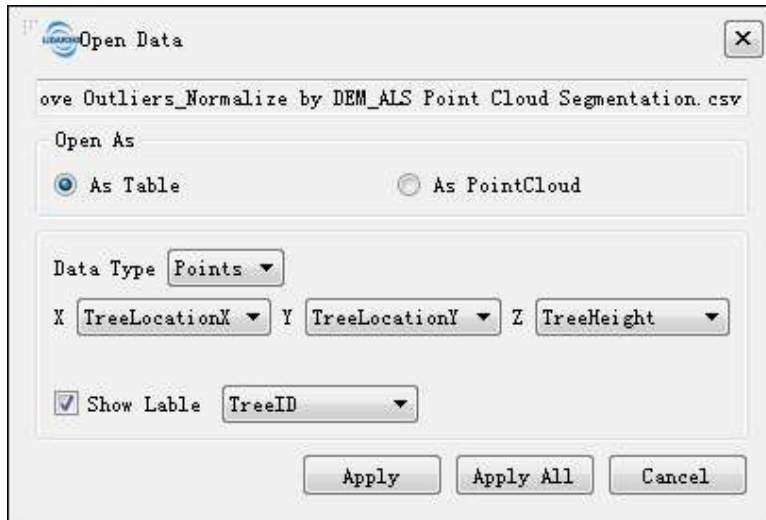 Open Data
ove Outliers_Normalize by DEM_ALS Point Cloud Segmentation.csv
Open As
As Table As PointCloud
Data Type Points
X TreeLocationX Y TreeLocationY Z TreeHeight
Show Lable TreeID
Apply Apply All Cancel